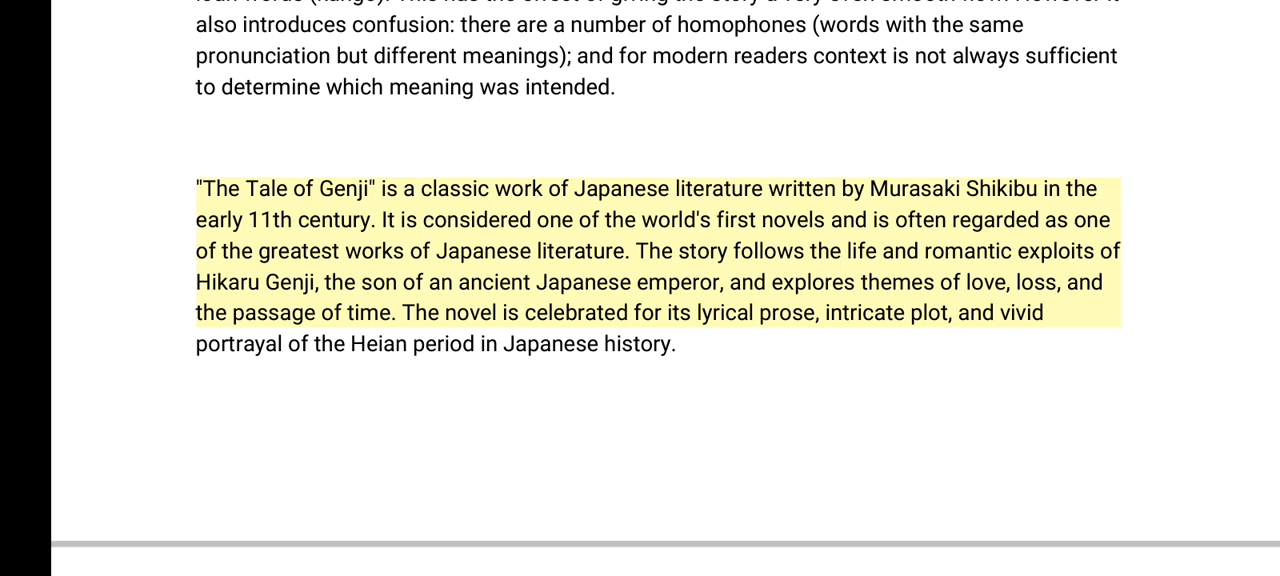 also introduces confusion: there are a number of homophones (words with the same
pronunciation but different meanings); and for modern readers context is not always sufficient
to determine which meaning was intended.
"The Tale of Genji" is a classic work of Japanese literature written by Murasaki Shikibu in the
early 11th century. It is considered one of the world's first novels and is often regarded as one
of the greatest works of Japanese literature. The story follows the life and romantic exploits of
Hikaru Genji, the son of an ancient Japanese emperor, and explores themes of love, loss, and
the passage of time. The novel is celebrated for its lyrical prose, intricate plot, and vivid
portrayal of the Heian period in Japanese history.